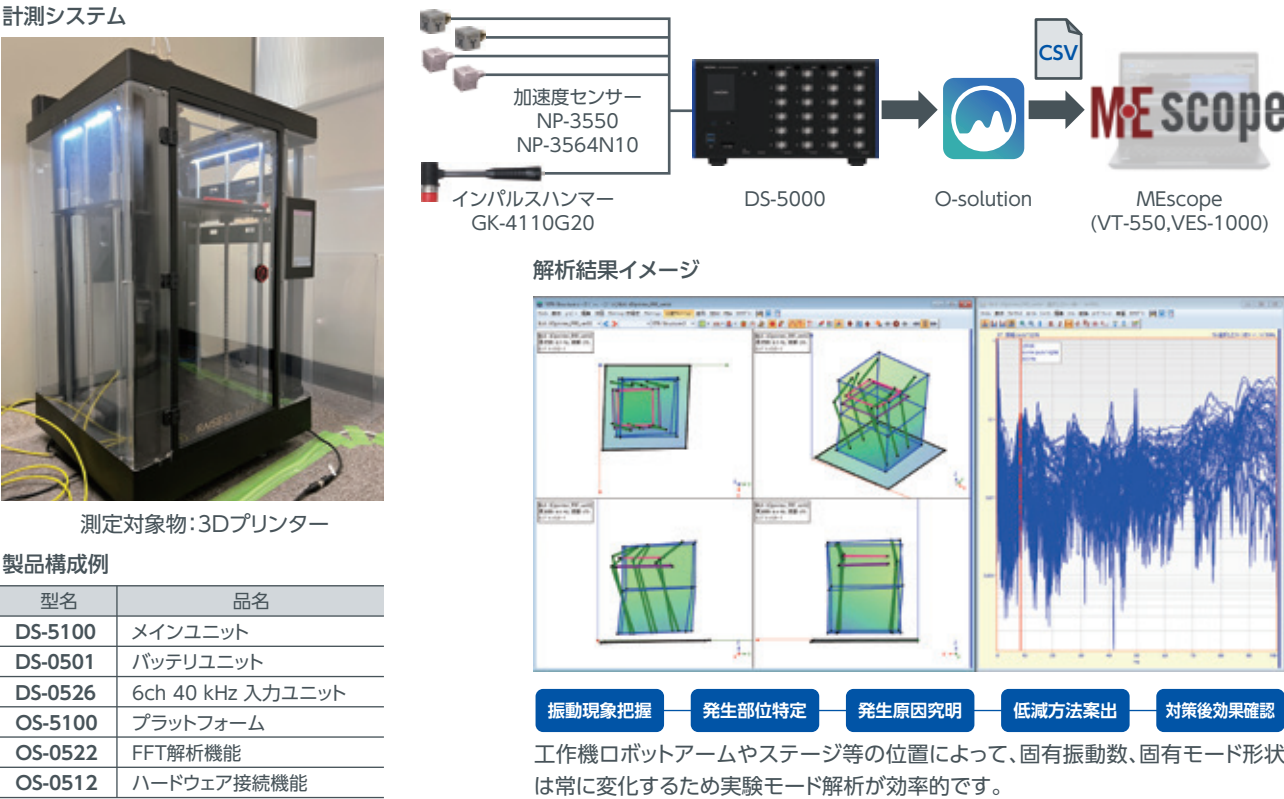 計測システム
測定対象物：3Dプリンター
製品構成例
型名 品名
DS-5100 メインユニット
DS-0501 バッテリユニット
DS-0526 6ch 40 kHz 入力ユニット
OS-5100 プラットフォーム
OS-0522 FFT解析機能
OS-0512 ハードウェア接続機能
加速度センサー
NP-3550
NP-3564N10
インパルスハンマー
GK-4110G20
DS-5000
O-solution
CSV
MEscope
MEscope
(VT-550,VES-1000)
解析結果イメージ
振動現象把握
発生部位特定
発生原因究明
低減方法案出
対策後効果確認
工作機ロボットアームやステージ等の位置によって、固有振動数、固有モード形状
は常に変化するため実験モード解析が効率的です。